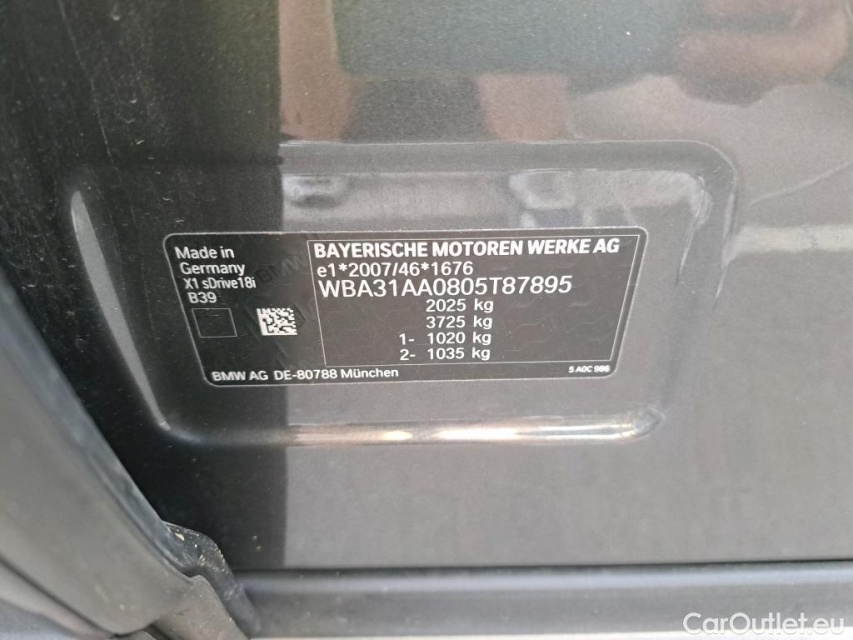 Made in
Germany
X1 sDrive18i
B39
BAYERISCHE MOTOREN WERKE AG
e1*2007/46*1676
WBA31AA0805T87895
2025 kg
3725 kg
1- 1020 kg
2- 1035 kg
BMW AG DE-80788 München
5 A0C 986
CarOutlet.eu